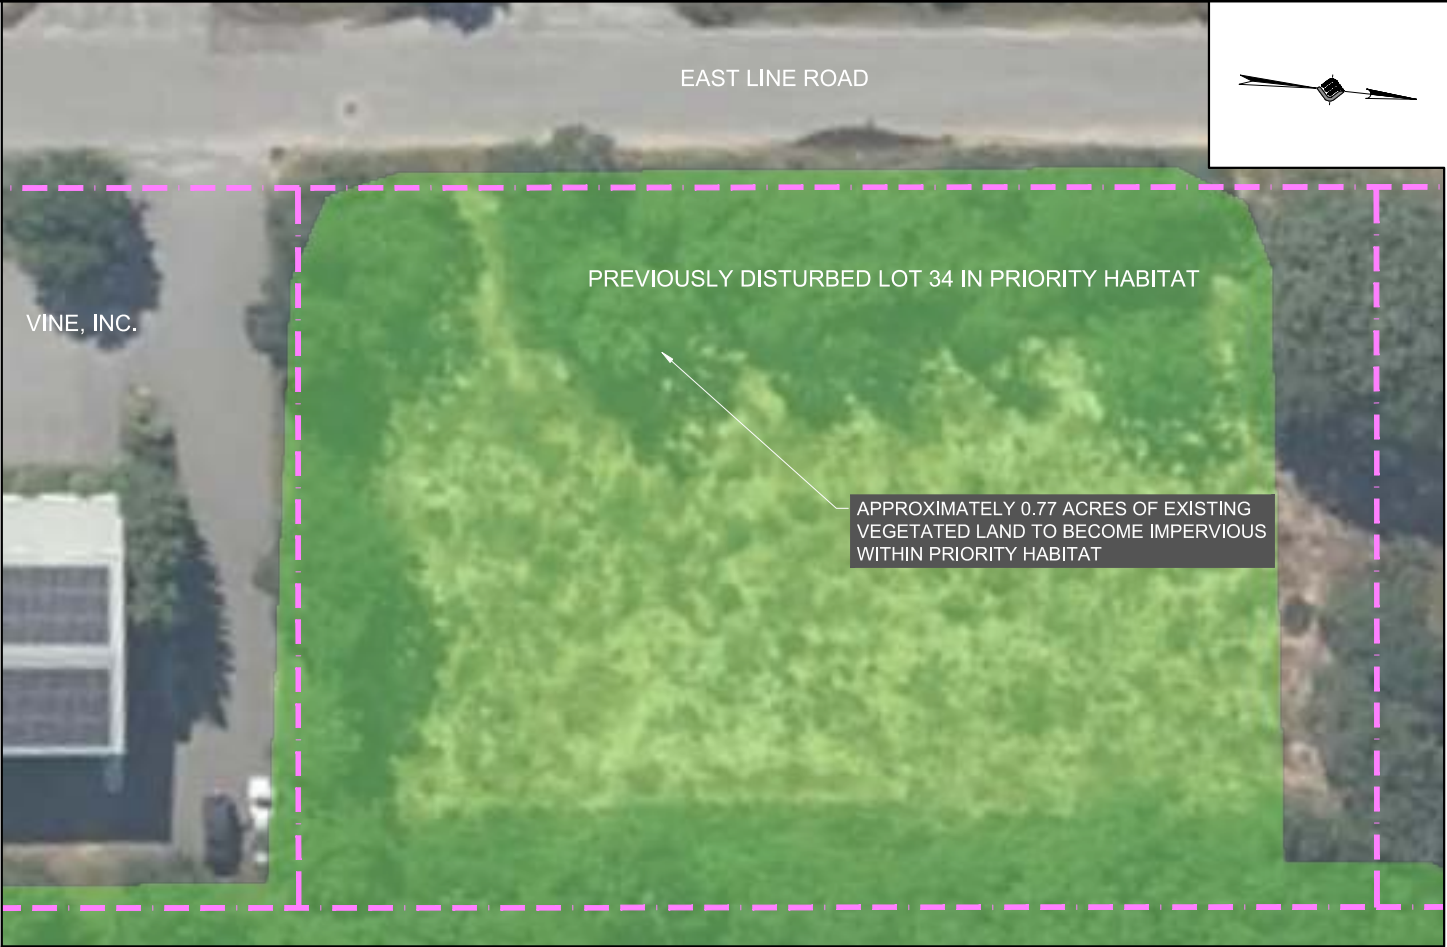 EAST LINE ROAD
PREVIOUSLY DISTURBED LOT 34 IN PRIORITY HABITAT
VINE, INC.
APPROXIMATELY 0.77 ACRES OF EXISTING
VEGETATED LAND TO BECOME IMPERVIOUS
WITHIN PRIORITY HABITAT